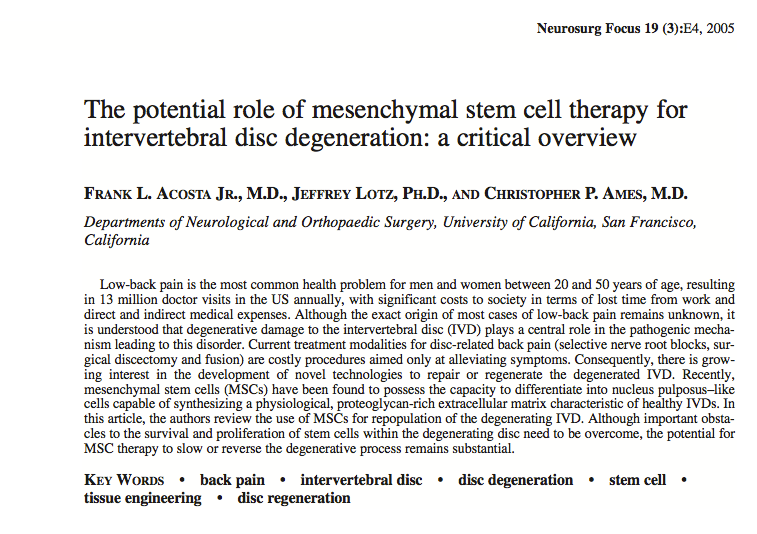 Neurosurg Focus 19 (3):E4, 2005
The potential role of mesenchymal stem cell therapy for
intervertebral disc degeneration: a critical overview
FRANK L. ACOSTA JR., M.D., JEFFREY LOTZ, PH.D., AND CHRISTOPHER P. AMES, M.D.
Departments of Neurological and Orthopaedic Surgery, University of California, San Francisco,
California
Low-back pain is the most common health problem for men and women between 20 and 50 years of age, resulting
in 13 million doctor visits in the US annually, with significant costs to society in terms of lost time from work and
direct and indirect medical expenses. Although the exact origin of most cases of low-back pain remains unknown, it
is understood that degenerative damage to the intervertebral disc (IVD) plays a central role in the pathogenic mecha-
nism leading to this disorder. Current treatment modalities for disc-related back pain (selective nerve root blocks, sur-
gical discectomy and fusion) are costly procedures aimed only at alleviating symptoms. Consequently, there is grow-
ing interest in the development of novel technologies to repair or regenerate the degenerated IVD. Recently,
mesenchymal stem cells (MSCs) have been found to possess the capacity to differentiate into nucleus pulposus–like
cells capable of synthesizing a physiological, proteoglycan-rich extracellular matrix characteristic of healthy IVDs. In
this article, the authors review the use of MSCs for repopulation of the degenerating IVD. Although important obsta-
cles to the survival and proliferation of stem cells within the degenerating disc need to be overcome, the potential for
MSC therapy to slow or reverse the degenerative process remains substantial.
KEY WORDS • back pain • intervertebral disc • disc degeneration • stem cell •
tissue engineering • disc regeneration